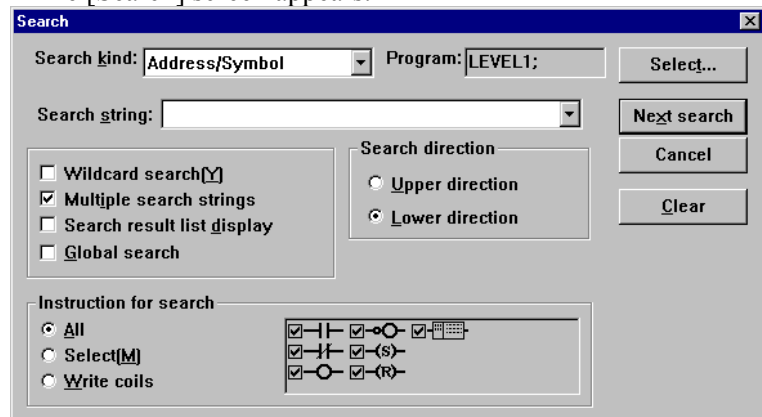 Search
Search kind: Address/Symbol Program: LEVEL1; Select...
Search string: Next search
Cancel
Clear
Wildcard search(Y)
Multiple search strings
Search result list display
Global search
Search direction
Upper direction
Lower direction
Instruction for search
All
Select(M)
Write coils
(S)
(R)